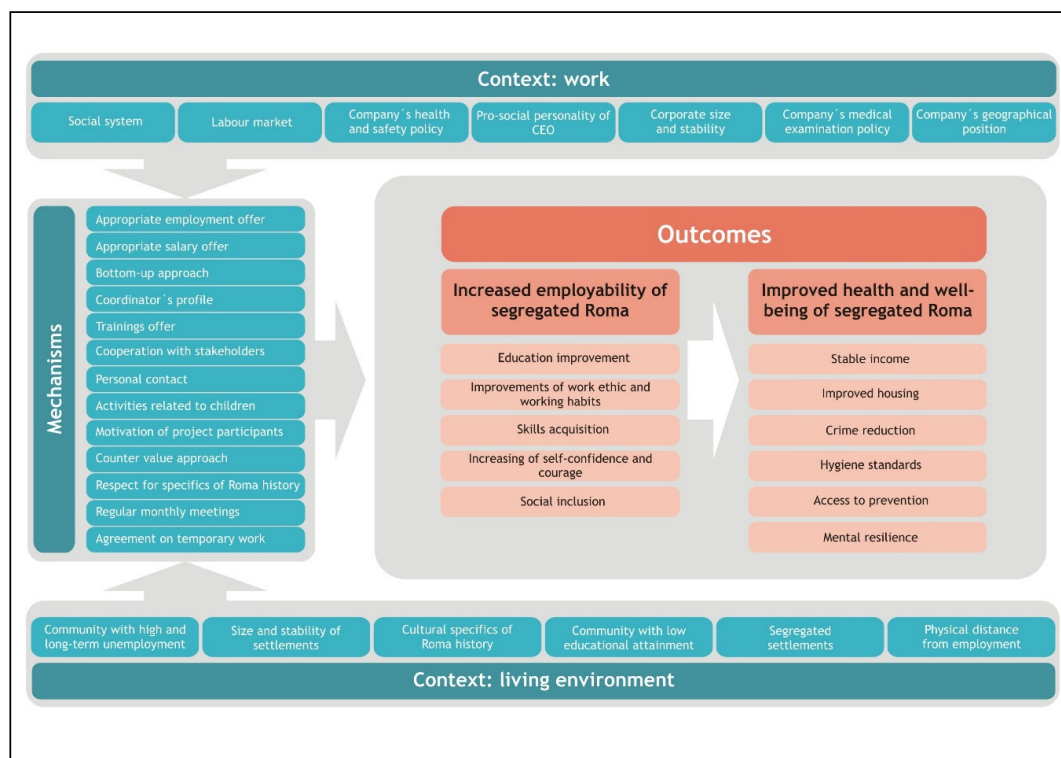 Context: work
Social system
Labour market
Company´s health
and safety policy
Pro-social personality of
CEO
Corporate size
and stability
Company´s medical
examination policy
Company´s geographical
position
Mechanisms
Appropriate employment offer
Appropriate salary offer
Bottom-up approach
Coordinator´s profile
Trainings offer
Cooperation with stakeholders
Personal contact
Activities related to children
Motivation of project participants
Counter value approach
Respect for specifics of Roma history
Regular monthly meetings
Agreement on temporary work
Outcomes
Increased employability of
segregated Roma
Education improvement
Improvements of work ethic and
working habits
Skills acquisition
Increasing of self-confidence and
courage
Social inclusion
Improved health and well-
being of segregated Roma
Stable income
Improved housing
Crime reduction
Hygiene standards
Access to prevention
Mental resilience
Community with high and
long-term unemployment
Size and stability of
settlements
Cultural specifics of
Roma history
Community with low
educational attainment
Segregated
settlements
Physical distance
from employment
Context: living environment